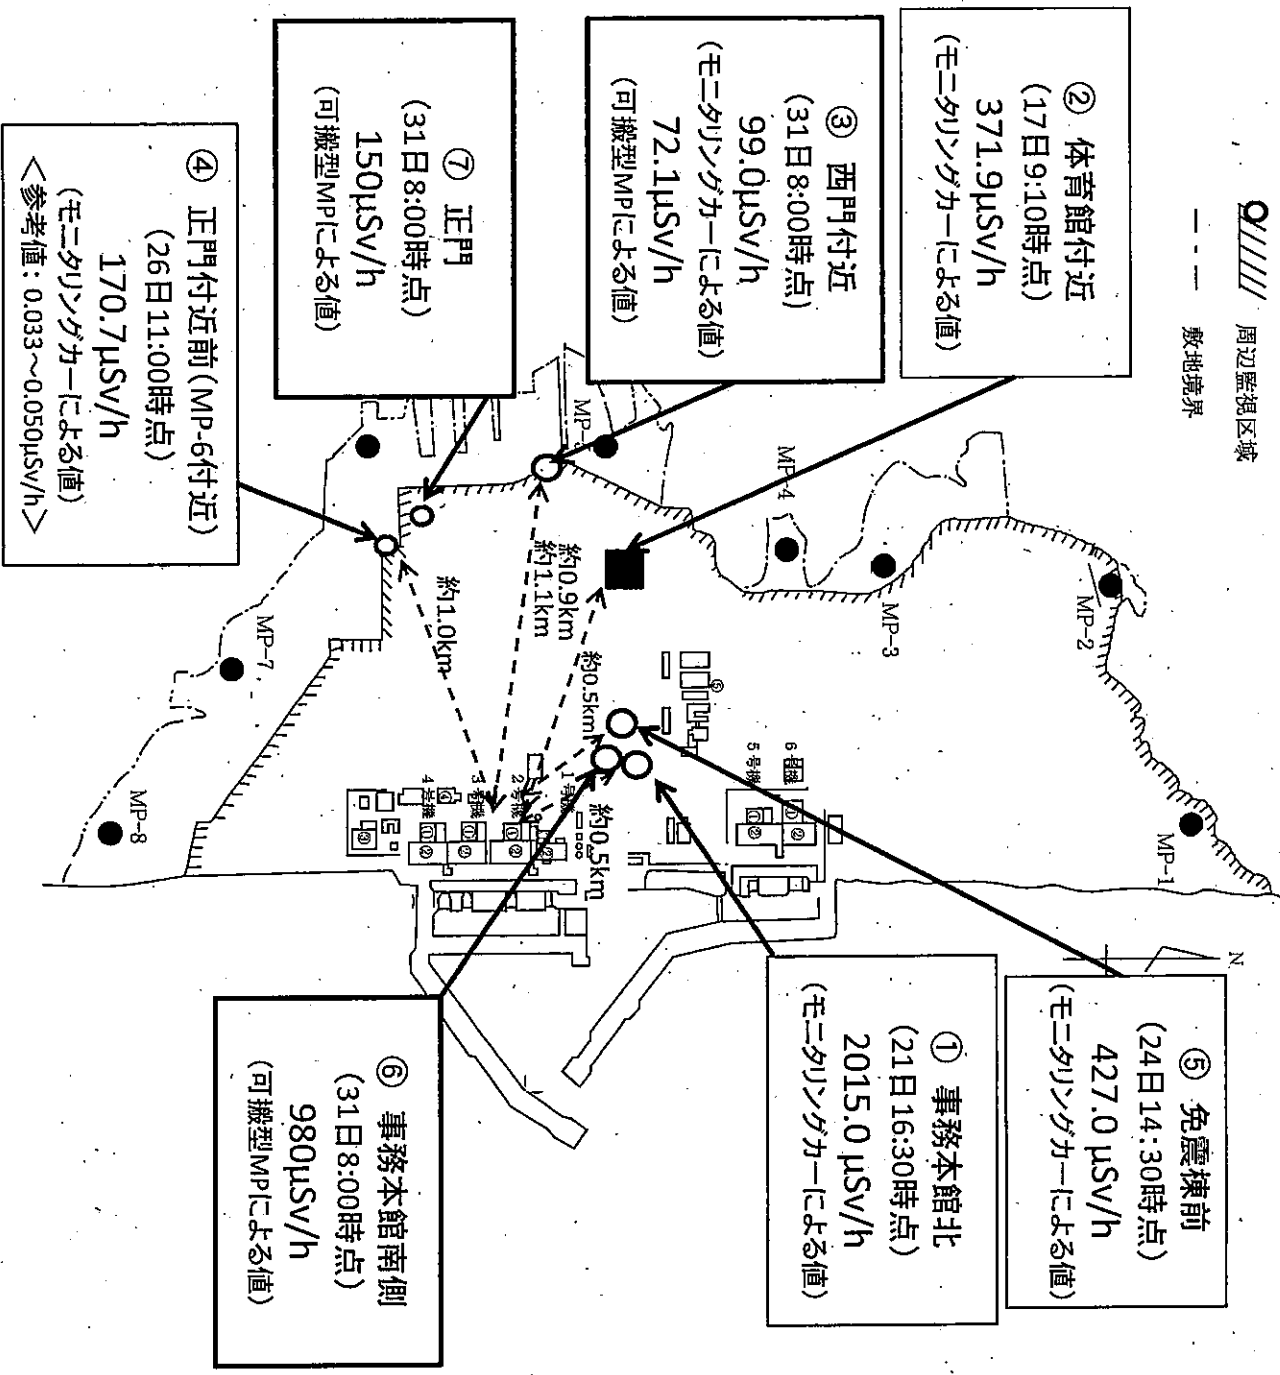 周辺監視区域
敷地境界
② 体育館付近
(17日9:10時点)
371.9μSv/h
(モニタリングカーによる値)
③ 西門付近
(31日8:00時点)
99.0μSv/h
(モニタリングカーによる値)
72.1μSv/h
(可搬型MPによる値)
⑦ 正門
(31日8:00時点)
150μSv/h
(可搬型MPによる値)
④ 正門付近前(MP-6付近)
(26日11:00時点)
170.7μSv/h
(モニタリングカーによる値)
<参考値：0.033～0.050μSv/h>
⑤ 免震棟前
(24日14:30時点)
427.0 μSv/h
(モニタリングカーによる値)
① 事務本館北
(21日16:30時点)
2015.0 μSv/h
(モニタリングカーによる値)
⑥ 事務本館南側
(31日8:00時点)
980μSv/h
(可搬型MPによる値)
N
MP-1
MP-2
MP-3
MP-4
MP-
MP-7
MP-8
約0.9km
約1.1km
約1.0km
約0.5km
約0.5km
6号機
5号機
1号機
2号機
3号機
4号機
⑤